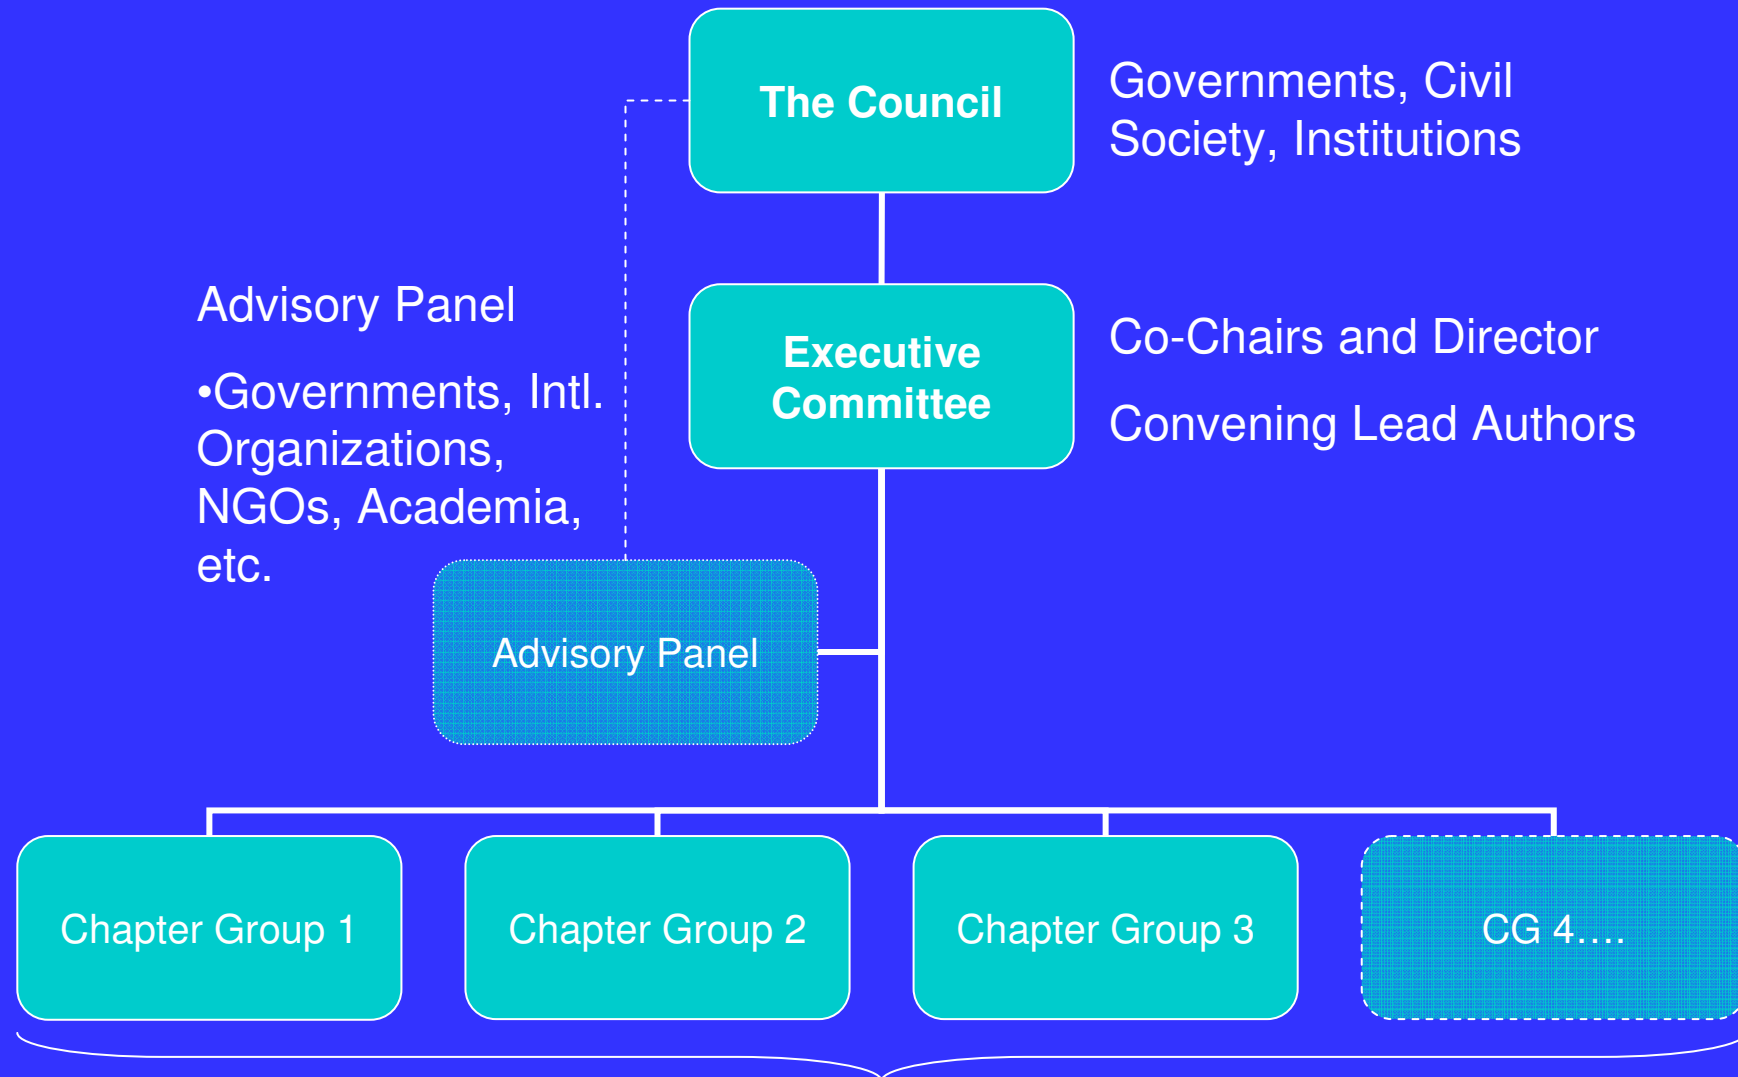 The Council
Governments, Civil
Society, Institutions
Advisory Panel
•Governments, Intl.
Organizations,
NGOs, Academia,
etc.
Executive
Committee
Co-Chairs and Director
Convening Lead Authors
Advisory Panel
Chapter Group 1
Chapter Group 2
Chapter Group 3
CG 4….